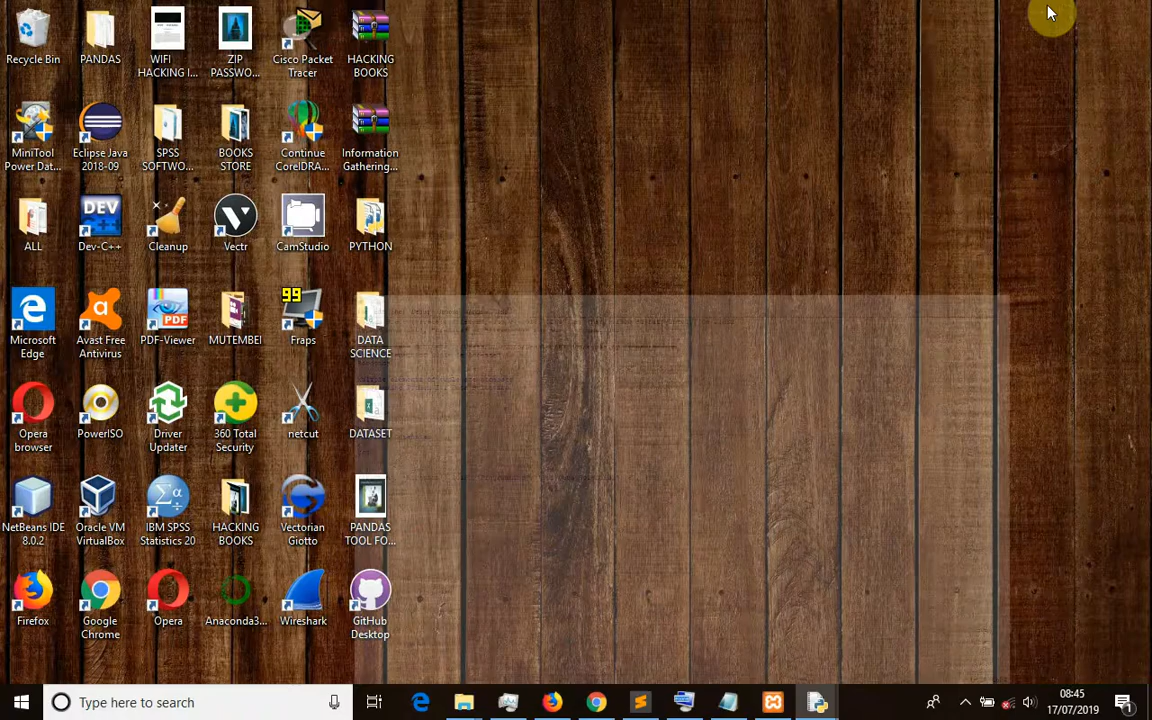 Recycle Bin
PANDAS
WIFI
HACKING I...
ZIP
PASSWO...
Cisco Packet
Tracer
HACKING
BOOKS
MiniTool
Power Dat...
Eclipse Java
2018-09
SPSS
SOFTWO...
BOOKS
STORE
Continue
CorelDRA...
Information
Gathering...
ALL
DEV
C++
Dev-C++
Cleanup
Vectr
CamStudio
PYTHON
Microsoft
Edge
Avast Free
Antivirus
PDF
PDF-Viewer
MUTEMBEI
99
Fraps
DATA
SCIENCE
Opera
browser
PowerISO
Driver
Updater
360 Total
Security
netcut
DATASET
NetBeans IDE
8.0.2
Oracle VM
VirtualBox
IBM SPSS
Statistics 20
HACKING
BOOKS
Vectorian
Giotto
PANDAS
TOOL FO...
Firefox
Google
Chrome
Opera
Anaconda3...
Wireshark
GitHub
Desktop
Type here to search
08:45
17/07/2019
1